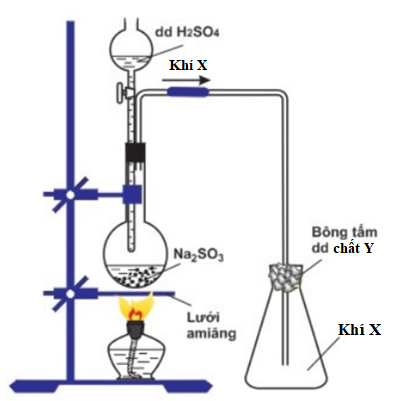 dd H2SO4
Khí X
Na2SO3
Bông tẩm
dd chất Y
Lưới
amiăng
Khí X